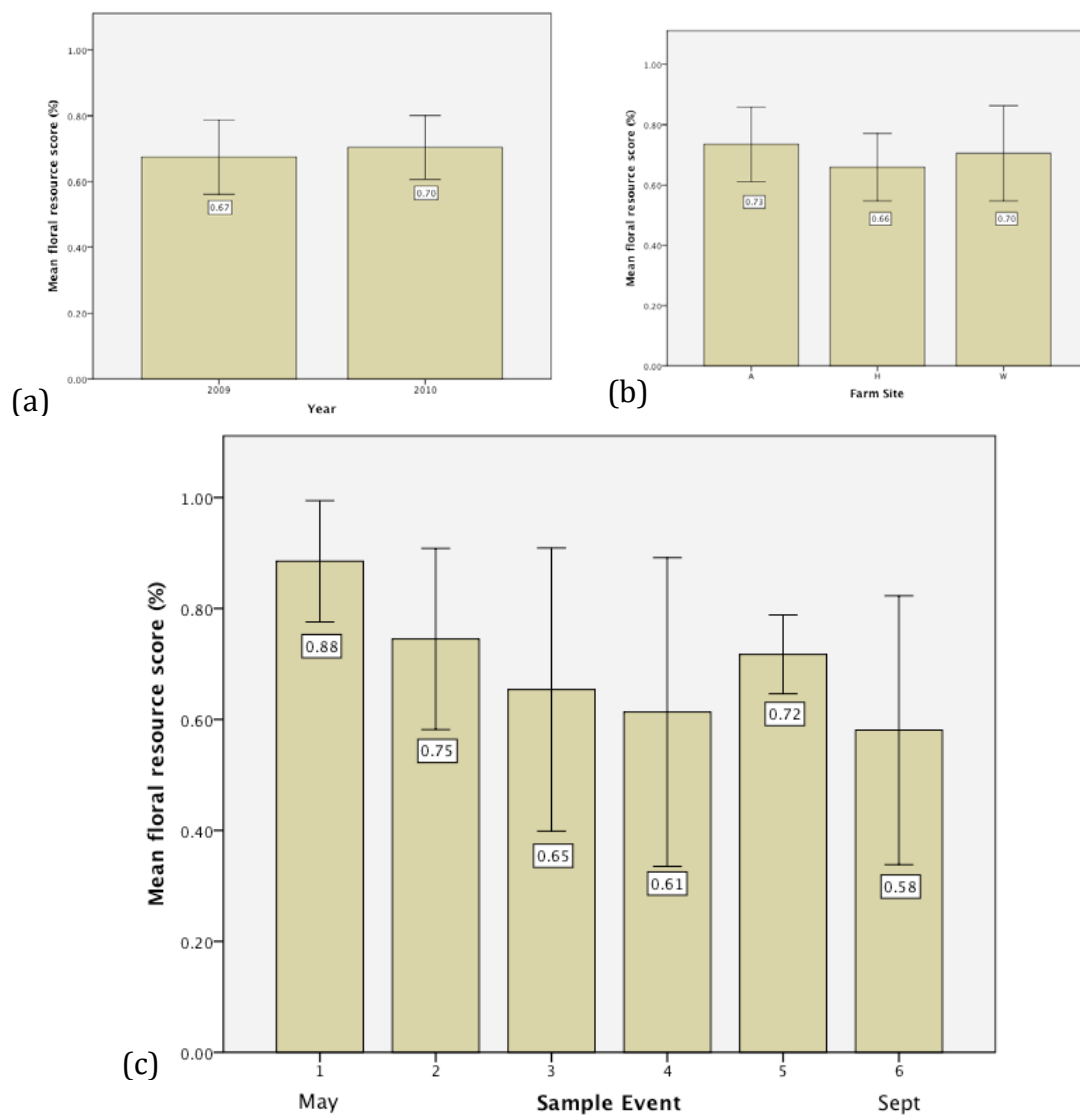 Mean floral resource score (%)
1.00
0.80
0.60
0.40
0.20
0.00
0.67
0.70
2009
2010
Year
(a)
Mean floral resource score (%)
1.00
0.80
0.60
0.40
0.20
0.00
0.73
0.66
0.70
A
H
W
Farm Site
(b)
Mean floral resource score (%)
1.00
0.80
0.60
0.40
0.20
0.00
0.88
0.75
0.65
0.61
0.72
0.58
(c)
1 2 3 4 5 6
May Sample Event Sept